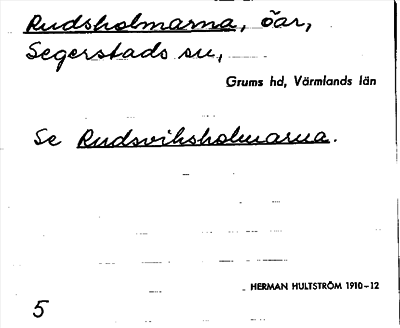 Rudsholmarna, öar,
Segerstads sn,
Grums hd, Värmlands län
Se Rudsviksholmarna.
HERMAN HULTSTRÖM 1910-12
5